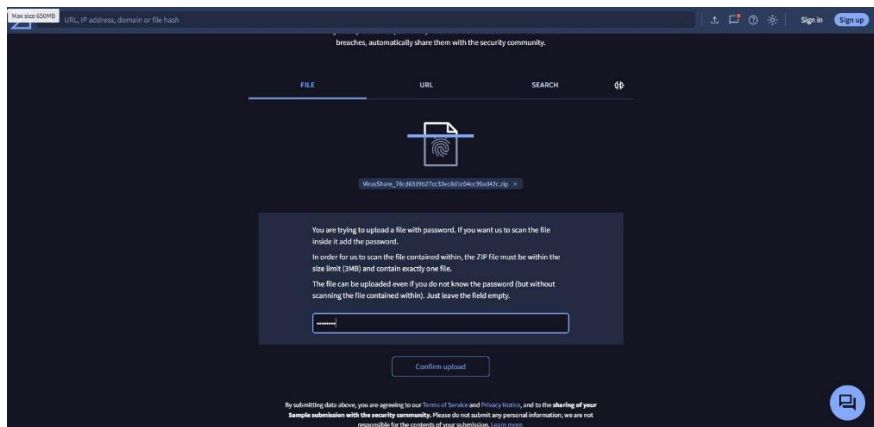 Max size 650MB
URL, IP address, domain or file hash
Sign in
Sign up
breaches, automatically share them with the security community.
FILE
URL
SEARCH
You are trying to upload a file with password. If you want us to scan the file
inside it add the password.
In order for us to scan the file contained within, the ZIP file must be within the
size limit (3MB) and contain exactly one file.
The file can be uploaded even if you do not know the password (but without
scanning the file contained within). Just leave the field empty.
Confirm upload
By submitting data above, you are agreeing to our Terms of Service and Privacy Notice, and to the sharing of your
Sample submission with the security community. Please do not submit any personal information; we are not
responsible for the contents of your submission. Learn more.